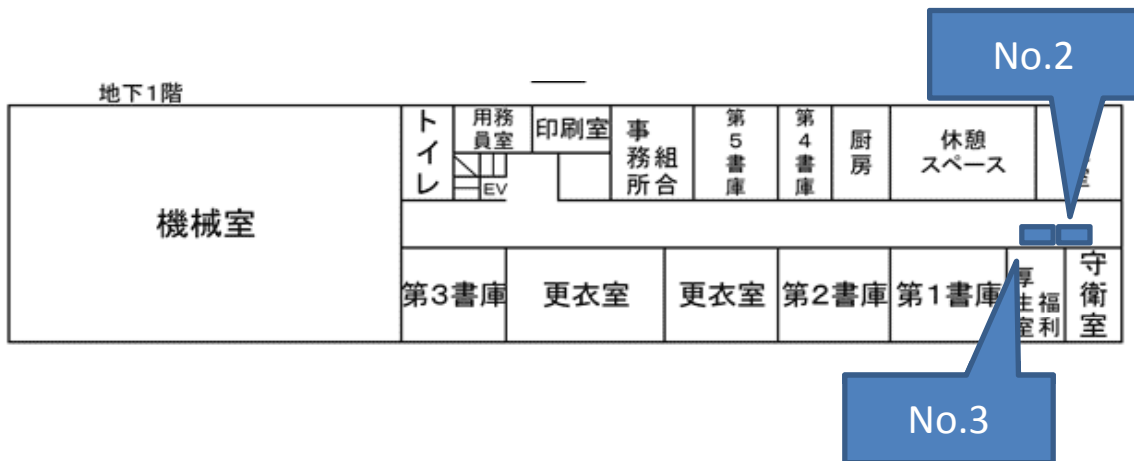 No.2
地下1階
トイレ
用務
員室
印刷室
事務所
組合
第5書庫
第4書庫
厨房
休憩
スペース
室
EV
機械室
第3書庫
更衣室
更衣室
第2書庫
第1書庫
厚生室
福利
守衛室
No.3